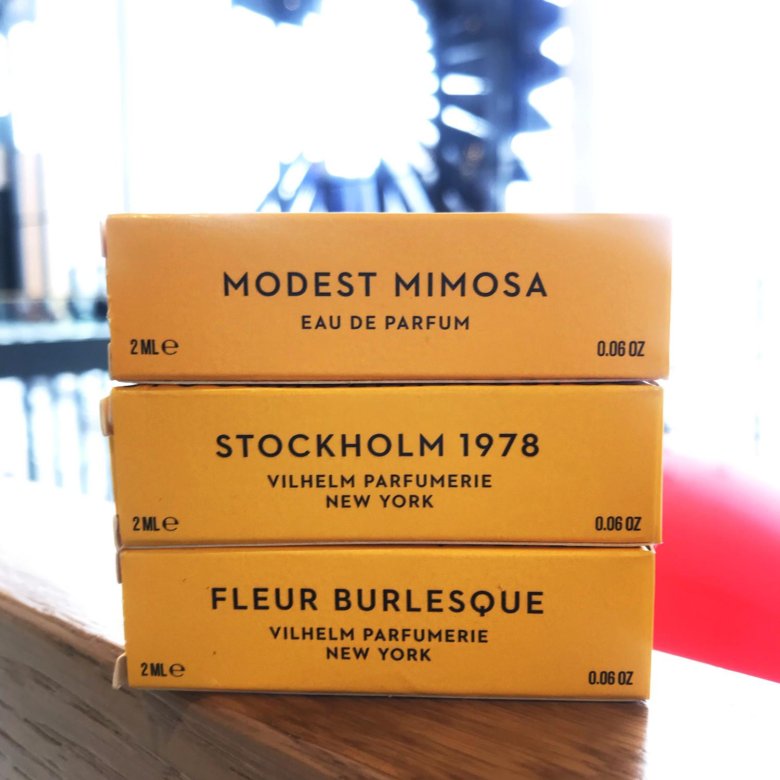 MODEST MIMOSA
EAU DE PARFUM
2 ML ℮ 0.06 OZ
STOCKHOLM 1978
VILHELM PARFUMERIE
NEW YORK
2 ML ℮ 0.06 OZ
FLEUR BURLESQUE
VILHELM PARFUMERIE
NEW YORK
2 ML ℮ 0.06 OZ